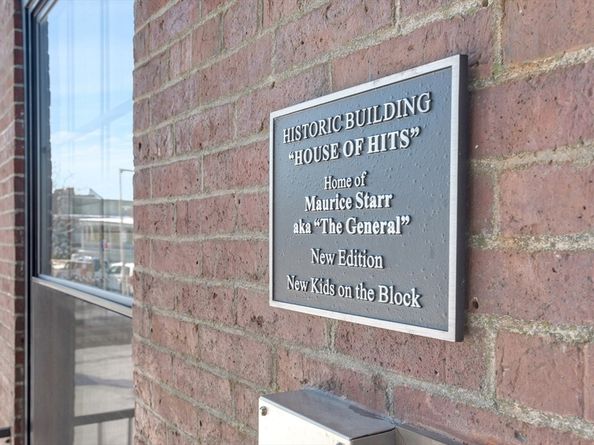 HISTORIC BUILDING
“HOUSE OF HITS”
Home of
Maurice Starr
aka “The General”
New Edition
New Kids on the Block